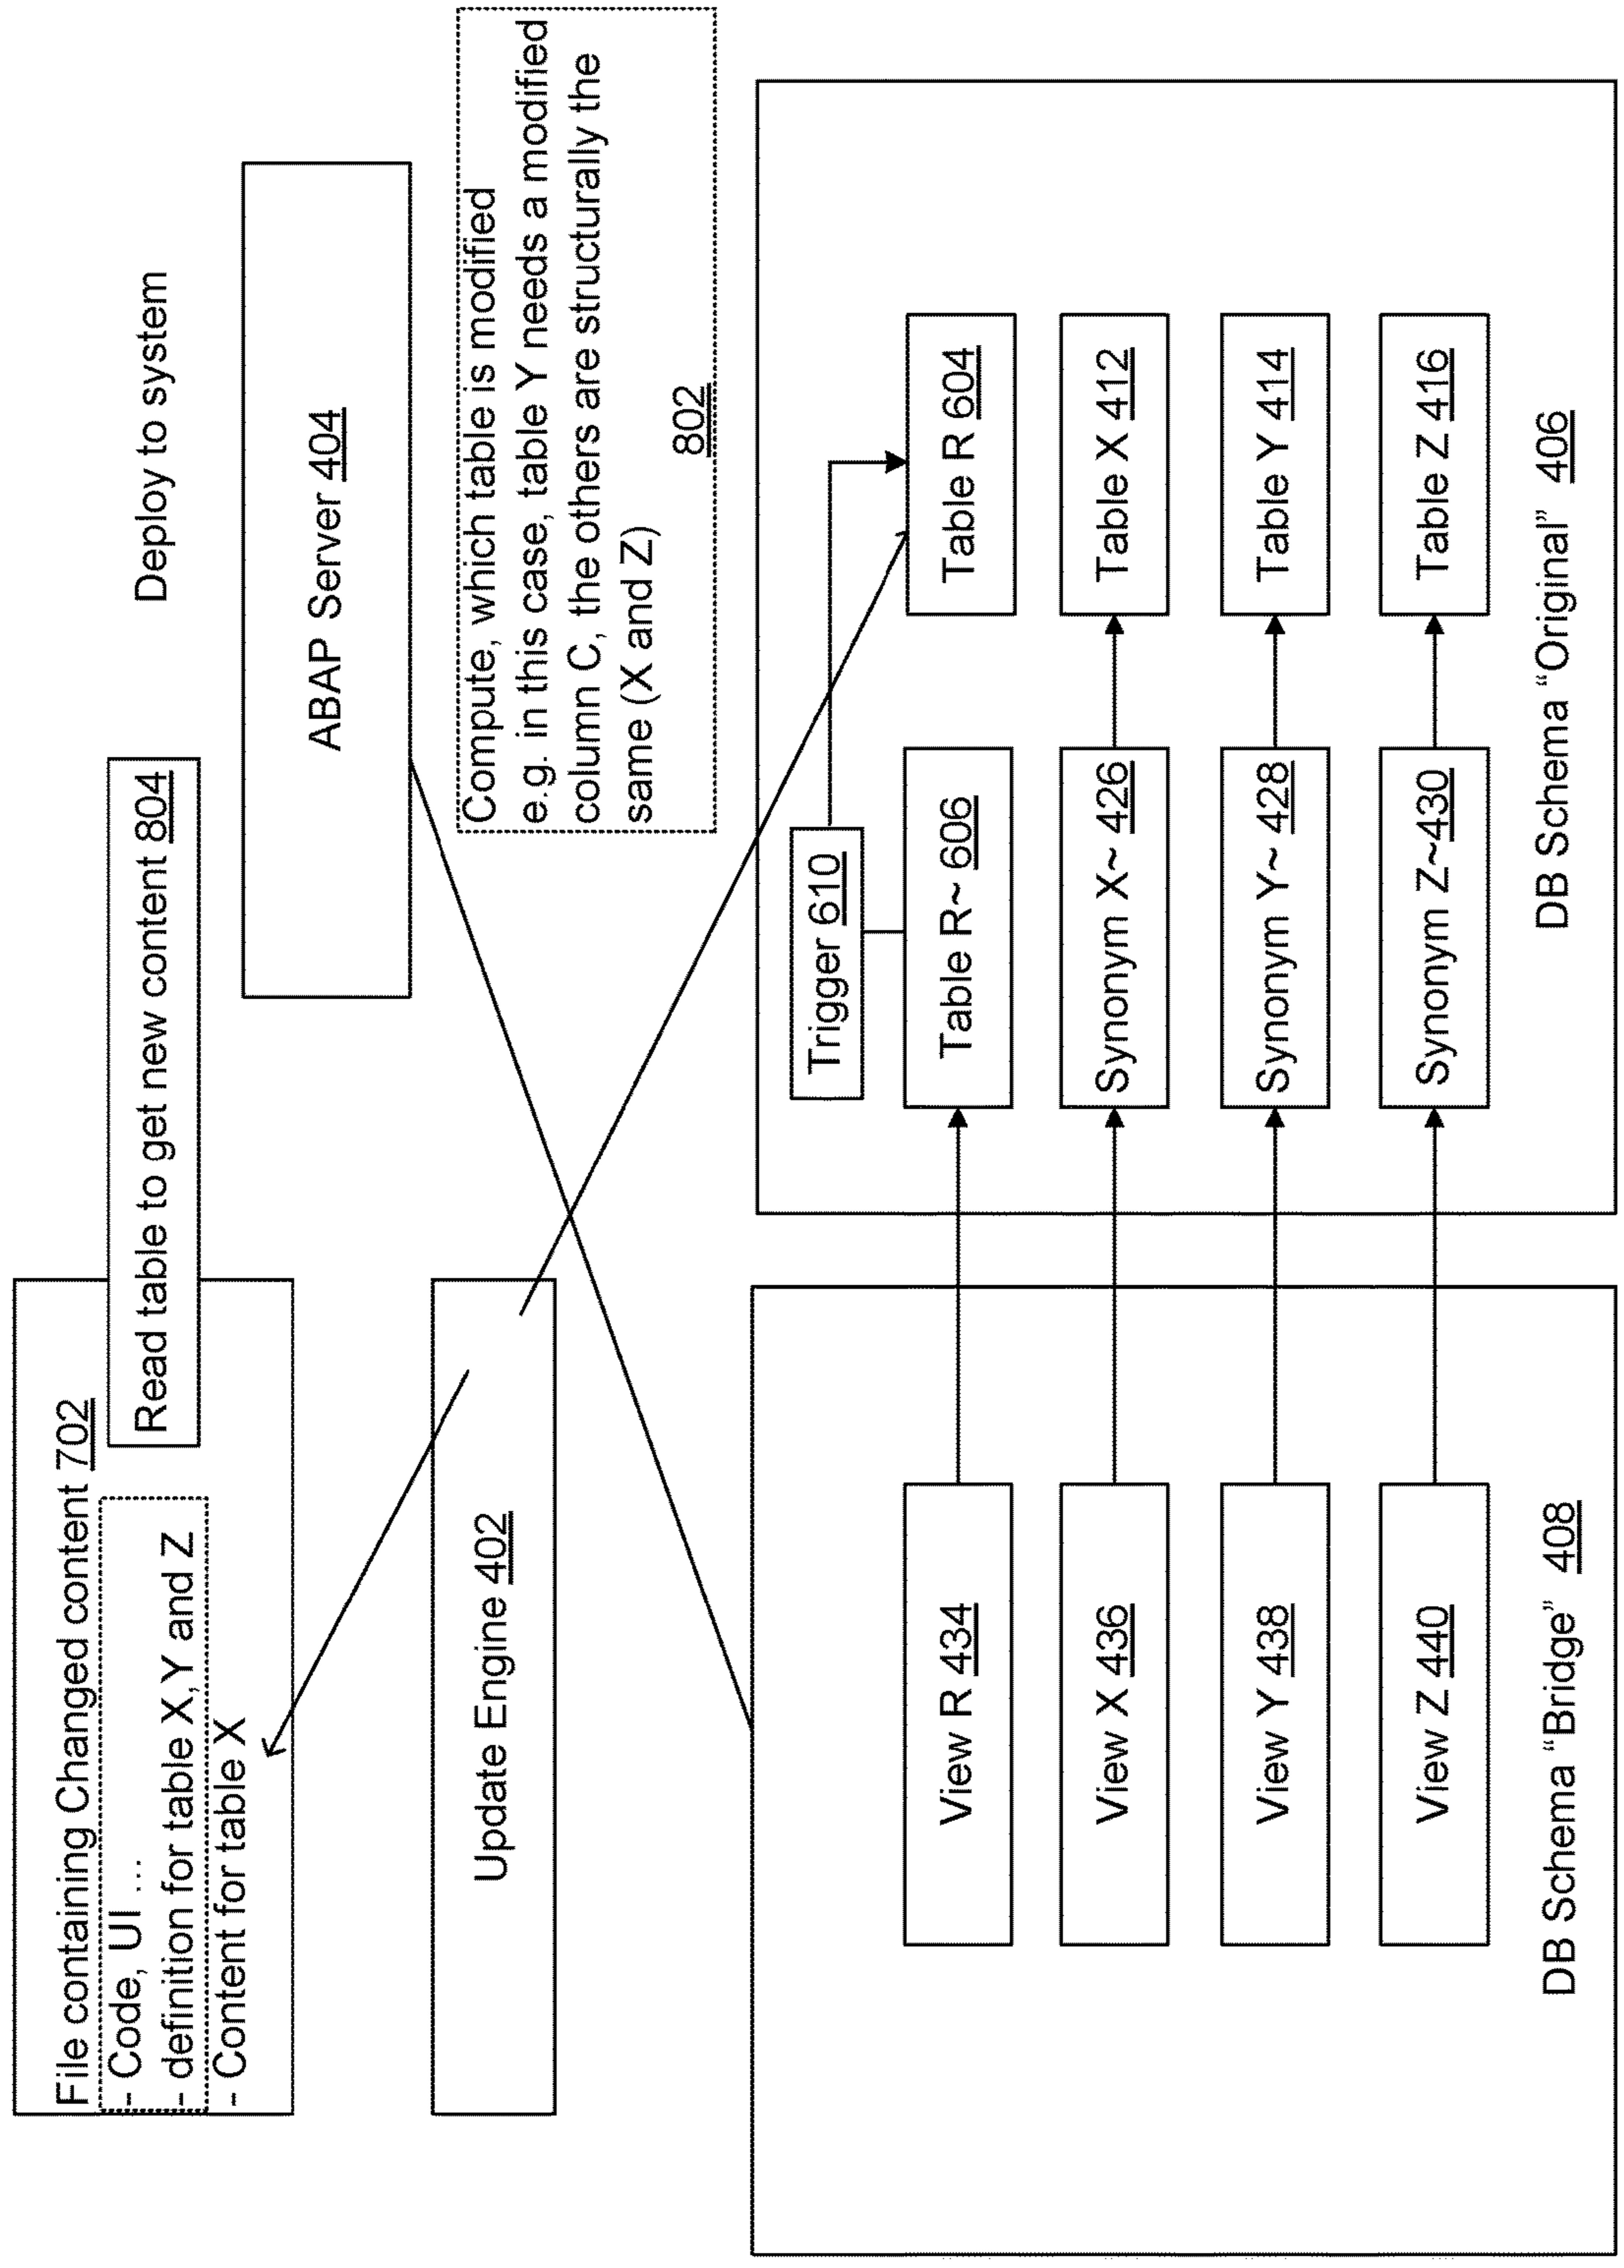 File containing Changed content 702
- Code, UI ...
- definition for table X,Y and Z
- Content for table X
Read table to get new content 804
Deploy to system
ABAP Server 404
Update Engine 402
Compute, which table is modified
e.g. in this case, table Y needs a modified
column C, the others are structurally the
same (X and Z)
802
View R 434
View X 436
View Y 438
View Z 440
DB Schema “Bridge” 408
Trigger 610
Table R~ 606
Table R 604
Synonym X~ 426
Table X 412
Synonym Y~ 428
Table Y 414
Synonym Z~430
Table Z 416
DB Schema “Original” 406